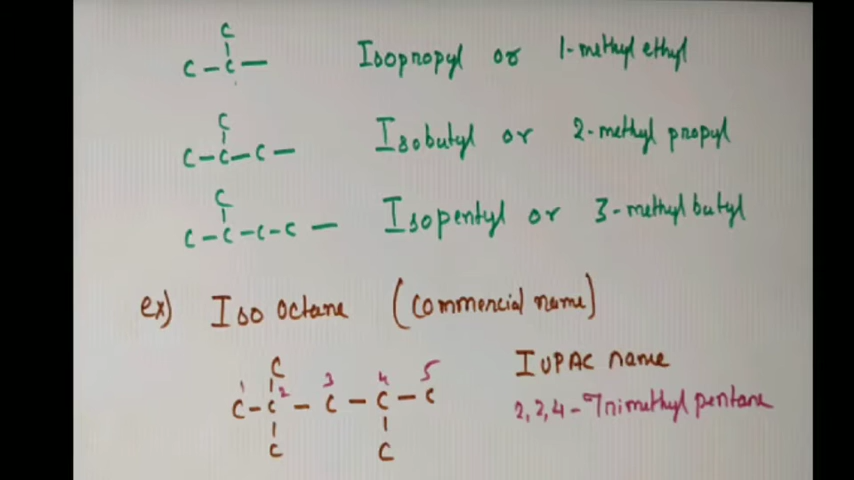 C
C - C - Isopropyl or 1-methyl ethyl
C
C - C - C - Isobutyl or 2-methyl propyl
C
C - C - C - C - Isopentyl or 3-methyl butyl
ex) Iso octane (Commercial name)
C IUPAC name
1 2 3 4 5
C - C - C - C - C 2,2,4-Trimethyl pentane
C C